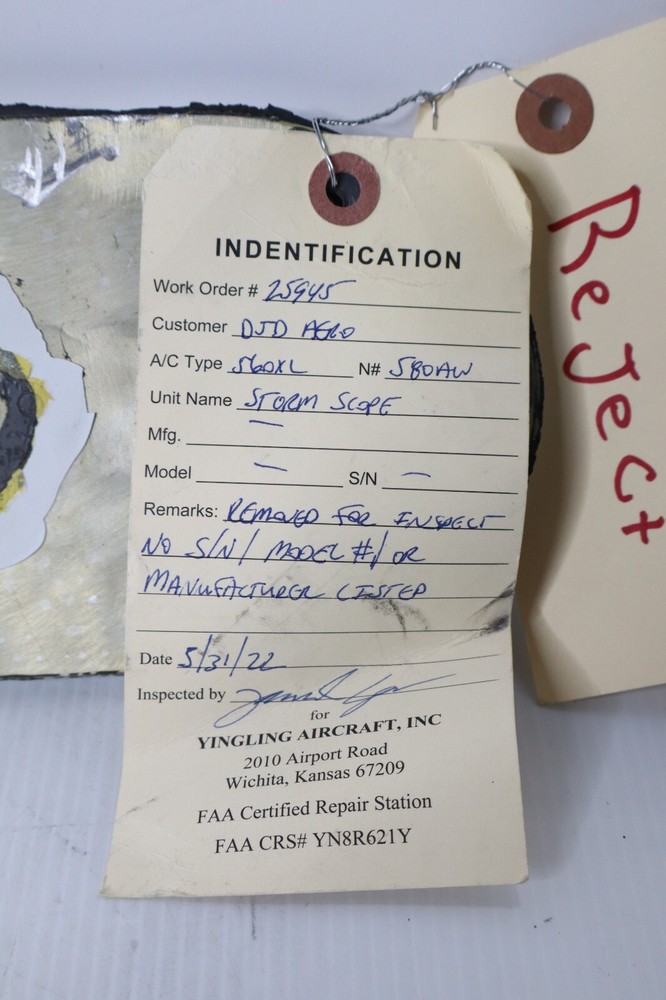 INDENTIFICATION
Work Order # 25945
Customer DJD AERO
A/C Type 560XL N# 580AW
Unit Name STORM SCOPE
Mfg. —
Model — S/N —
Remarks: REMOVED FOR INSPECT
NO S/N/ MODEL #/ OR
MANUFACTURER LISTED
Date 5/31/22
Inspected by
for
YINGLING AIRCRAFT, INC
2010 Airport Road
Wichita, Kansas 67209
FAA Certified Repair Station
FAA CRS# YN8R621Y
ReJect